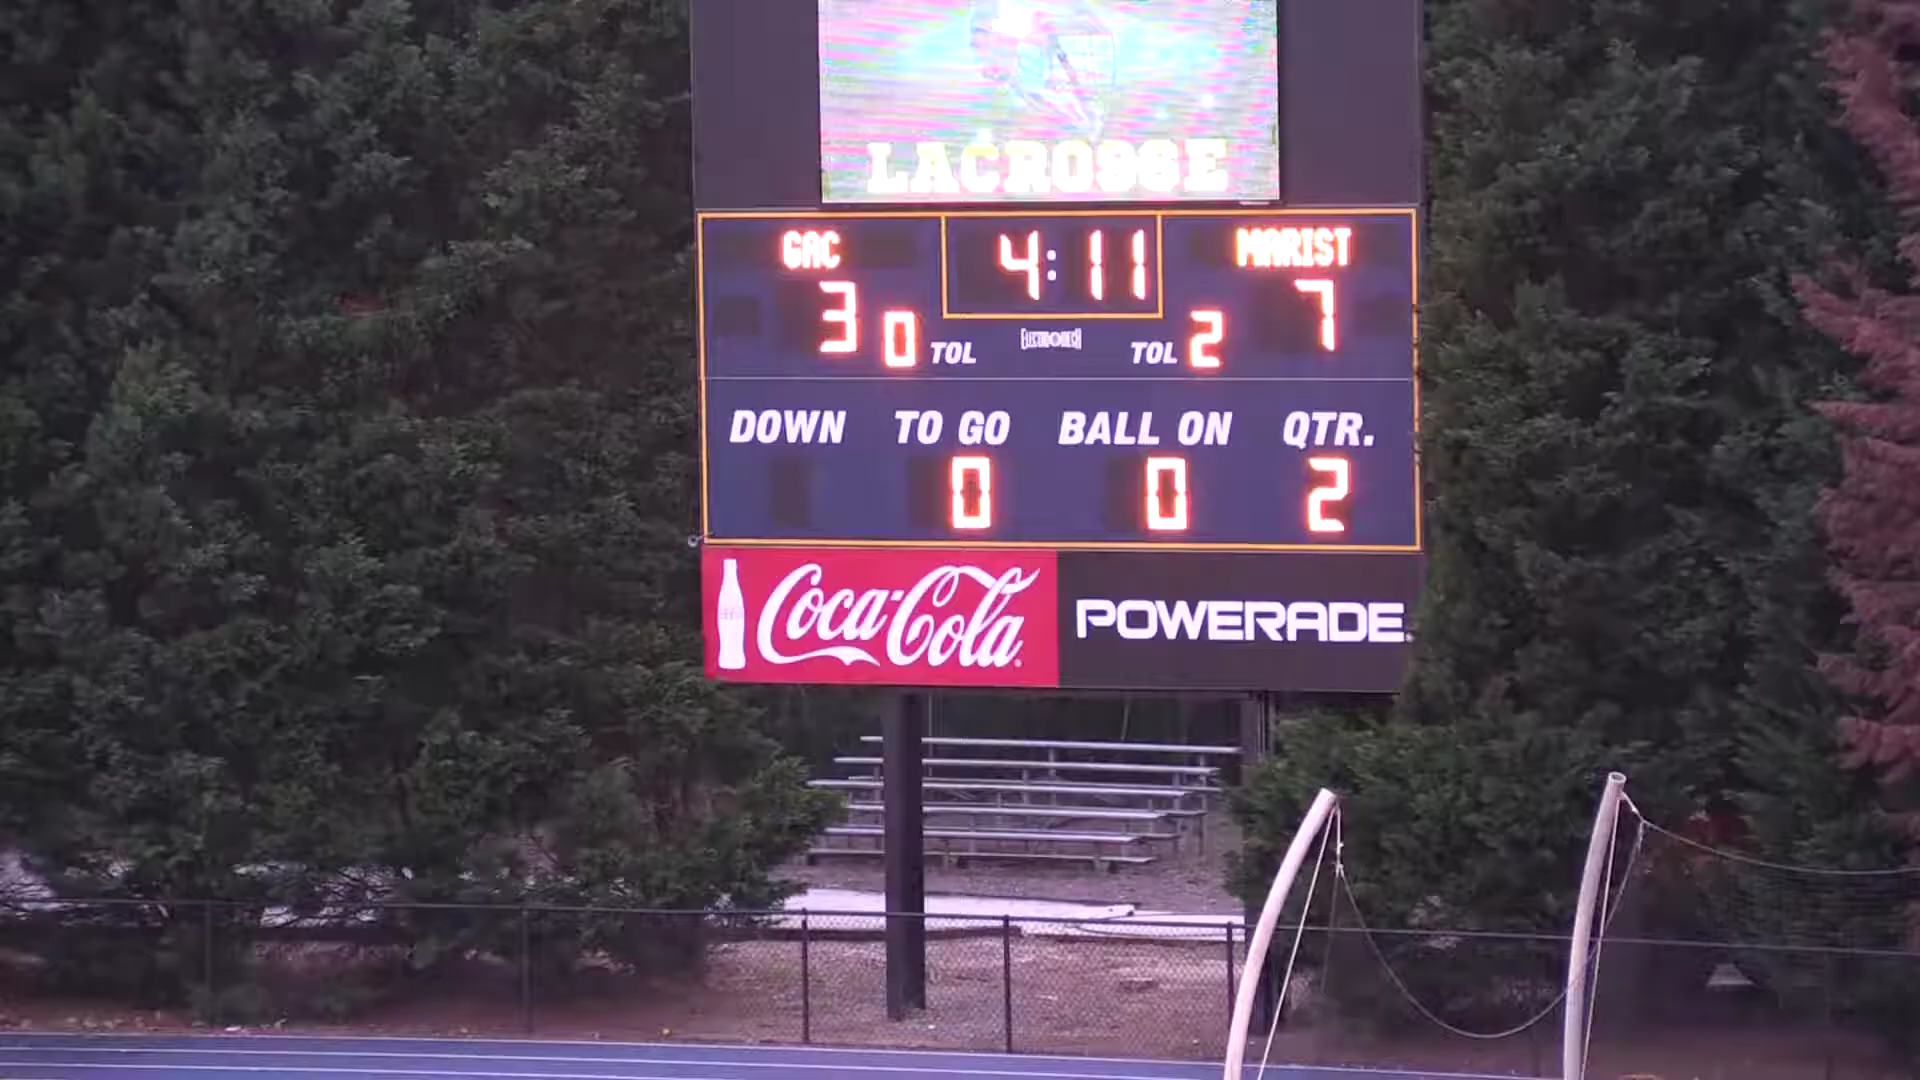 LACROSSE
GAC 4:11 MARIST
3 0 TOL TOL 2 7
DOWN TO GO BALL ON QTR.
0 0 2
Coca-Cola POWERADE